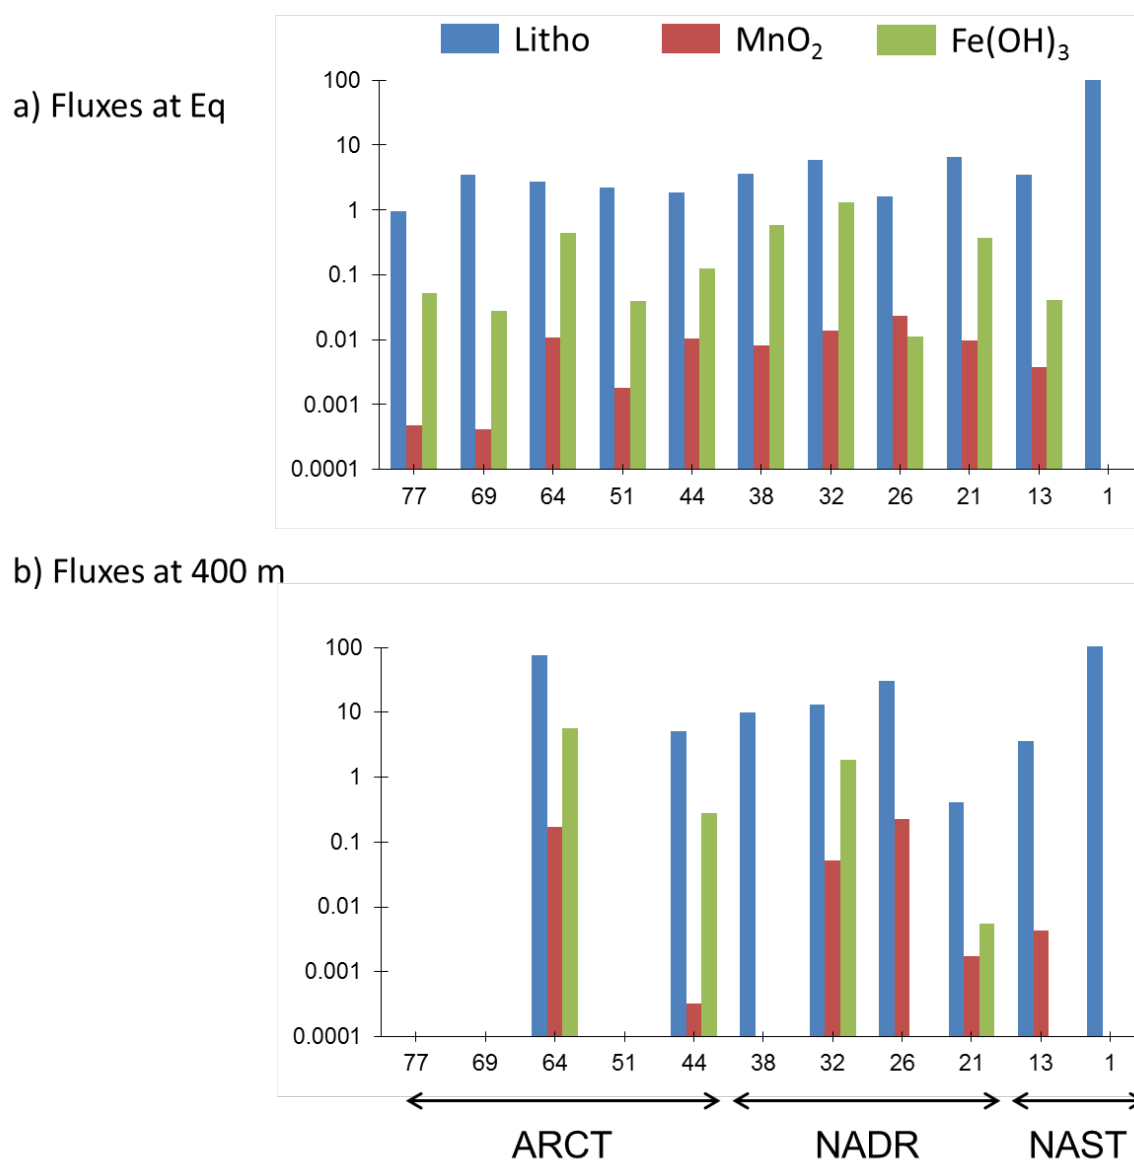 Litho MnO₂ Fe(OH)₃
a) Fluxes at Eq
100
10
1
0.1
0.01
0.001
0.0001
77 69 64 51 44 38 32 26 21 13 1
b) Fluxes at 400 m
100
10
1
0.1
0.01
0.001
0.0001
77 69 64 51 44 38 32 26 21 13 1
ARCT NADR NAST